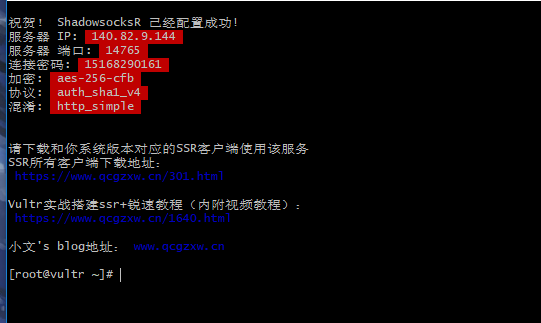 祝贺! ShadowsocksR 已经配置成功!
服务器 IP: 140.82.9.144
服务器 端口: 14765
连接密码: 15168290161
加密: aes-256-cfb
协议: auth_sha1_v4
混淆: http_simple
请下载和你系统版本对应的SSR客户端使用该服务
SSR所有客户端下载地址:
https://www.qcgzxw.cn/301.html
Vultr实战搭建ssr+锐速教程（内附视频教程）:
https://www.qcgzxw.cn/1640.html
小文's blog地址: www.qcgzxw.cn
[root@vultr ~]#